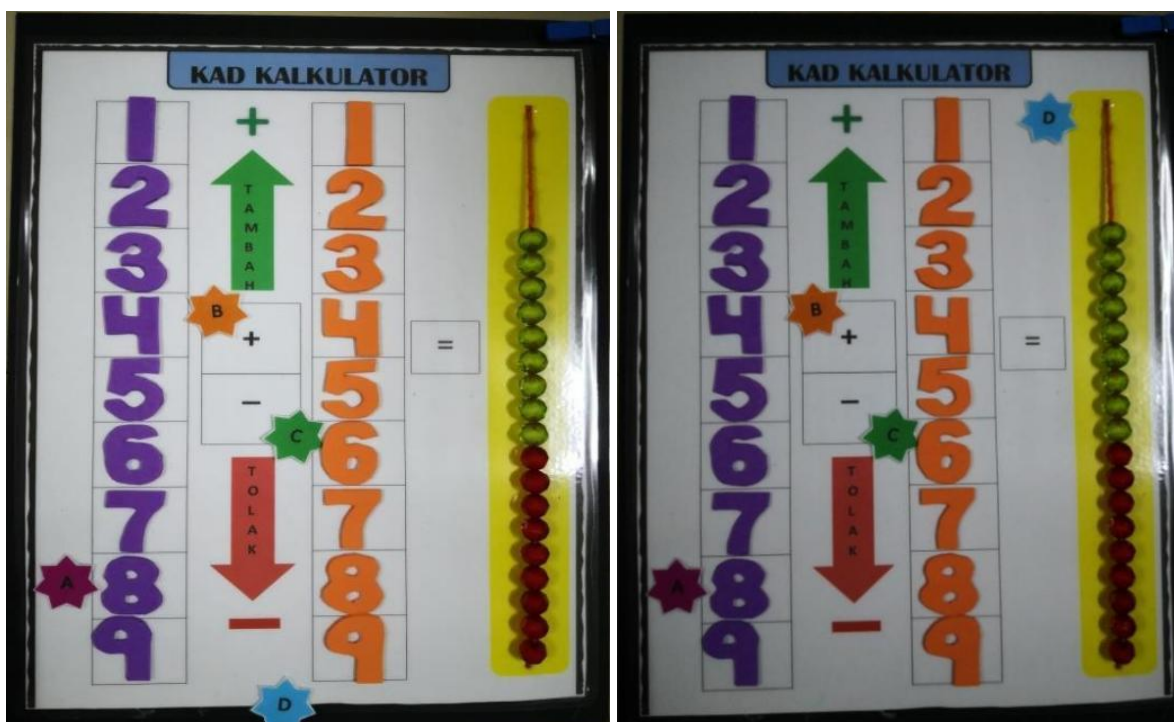 KAD KALKULATOR
1 + 1
2 TAMBAH 2
3 3
B
4 + 4 =
5 - 5
6 C 6
7 TOLAK 7
A 8 8
9 - 9
D
KAD KALKULATOR
1 + 1 D
2 TAMBAH 2
3 3
B
4 + 4 =
5 - 5
6 C 6
7 TOLAK 7
A 8 8
9 - 9